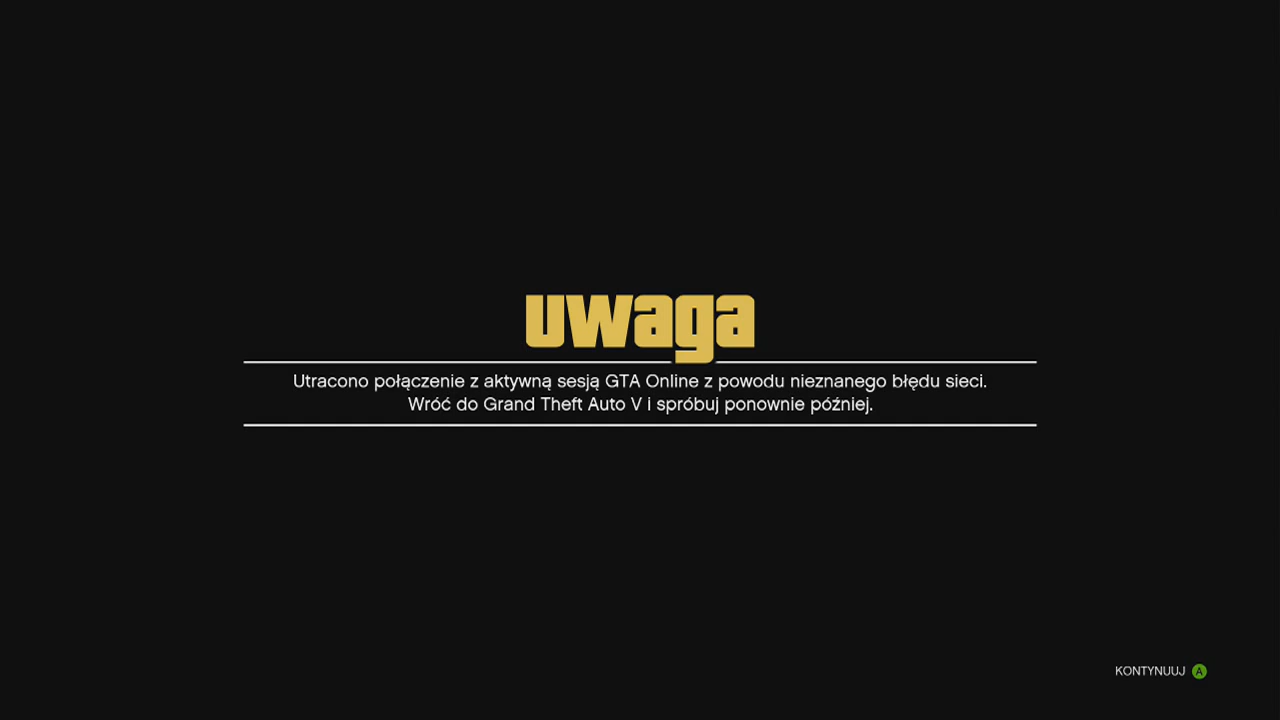 uwaga
Utracono połączenie z aktywną sesją GTA Online z powodu nieznanego błędu sieci.
Wróć do Grand Theft Auto V i spróbuj ponownie później.
KONTYNUUJ A